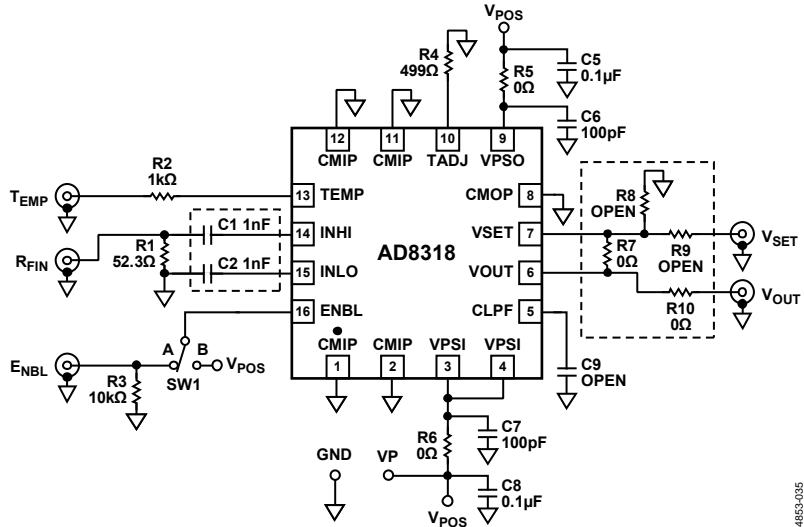 VPOS
R4
499Ω
R5
0Ω
C5
0.1µF
C6
100pF
12
11
10
9
CMIP
CMIP
TADJ
VPSO
R2
1kΩ
TEMP
13
TEMP
CMOP
8
R8
OPEN
C1 1nF
14
INHI
VSET
7
R9
OPEN
VSET
RFIN
R1
52.3Ω
AD8318
R7
0Ω
C2 1nF
15
INLO
VOUT
6
VOUT
R10
0Ω
16
ENBL
CLPF
5
A
B
VPOS
ENBL
SW1
R3
10kΩ
CMIP
CMIP
VPSI
VPSI
1
2
3
4
C9
OPEN
R6
0Ω
C7
100pF
GND
VP
C8
0.1µF
VPOS
4853-035